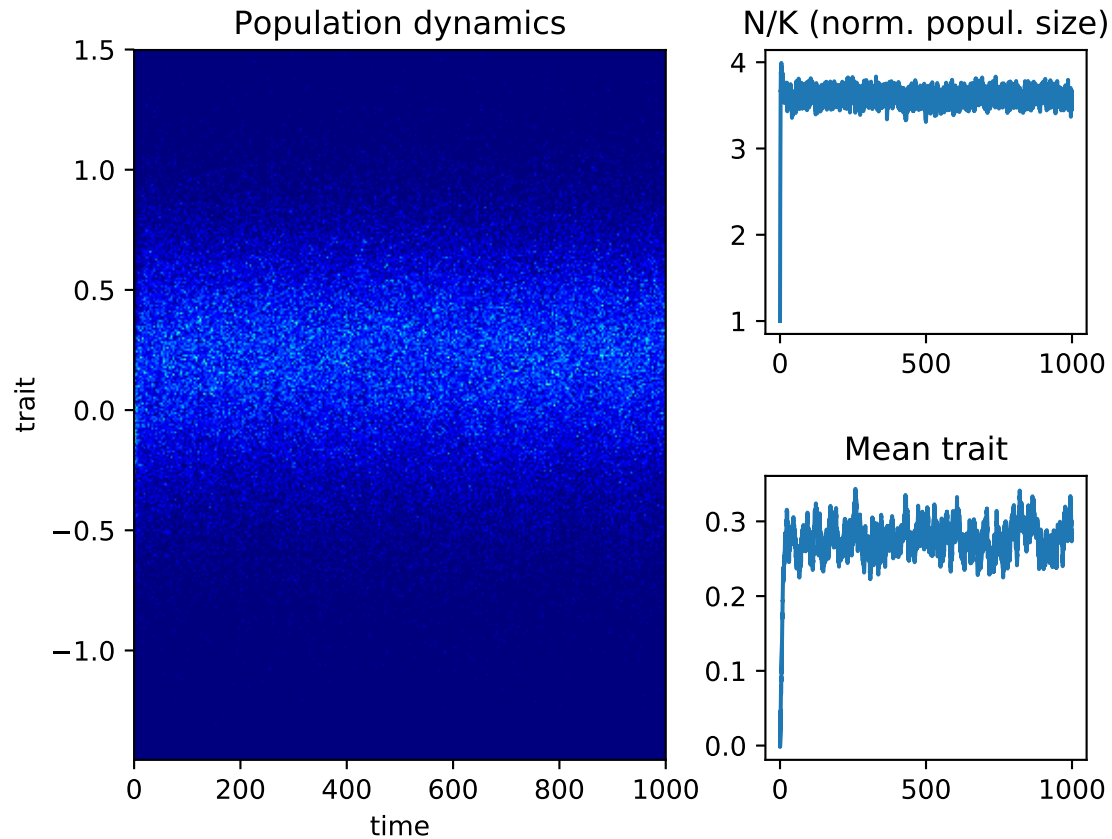 Population dynamics
1.5
1.0
0.5
0.0
−0.5
−1.0
trait
0 200 400 600 800 1000
time
N/K (norm. popul. size)
4
3
2
1
0 500 1000
Mean trait
0.3
0.2
0.1
0.0
0 500 1000